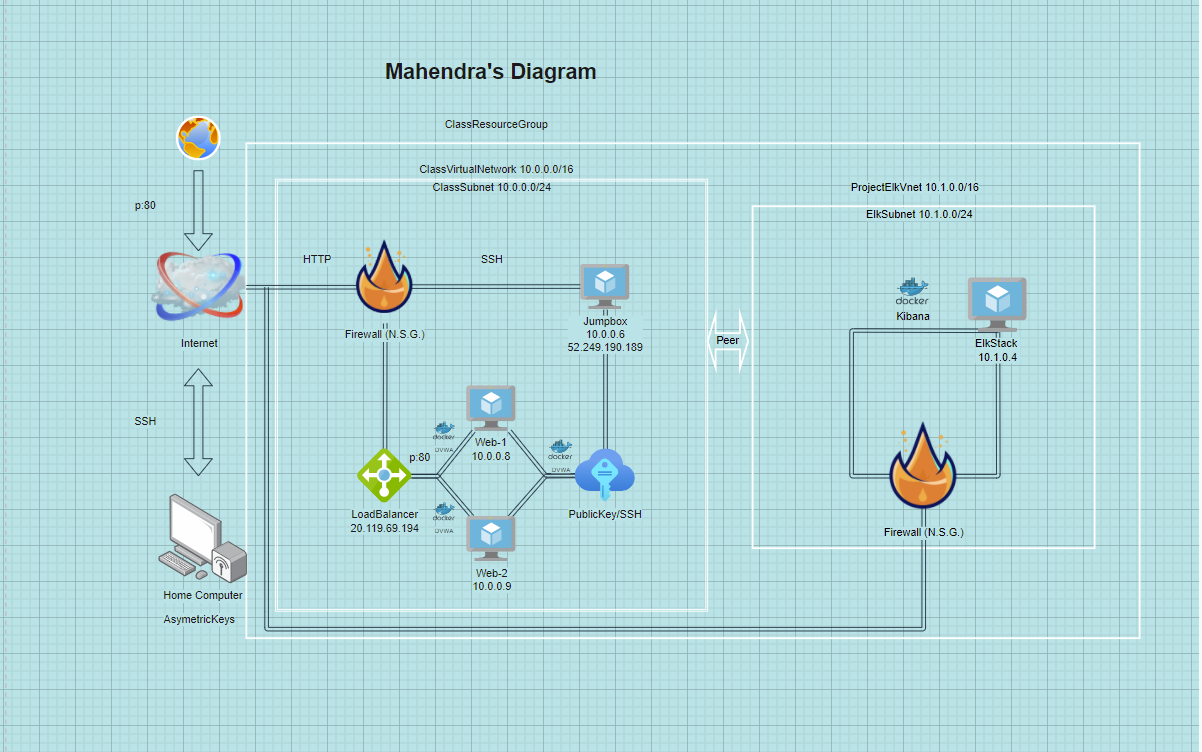 Mahendra's Diagram
ClassResourceGroup
ClassVirtualNetwork 10.0.0.0/16
ClassSubnet 10.0.0.0/24
ProjectElkVnet 10.1.0.0/16
ElkSubnet 10.1.0.0/24
p:80
HTTP
SSH
Internet
Firewall (N.S.G.)
Jumpbox
10.0.0.6
52.249.190.189
Peer
docker
Kibana
ElkStack
10.1.0.4
SSH
docker
DVWA
Web-1
10.0.0.8
p:80
docker
DVWA
LoadBalancer
20.119.69.194
docker
DVWA
PublicKey/SSH
Web-2
10.0.0.9
Firewall (N.S.G.)
Home Computer
AsymetricKeys